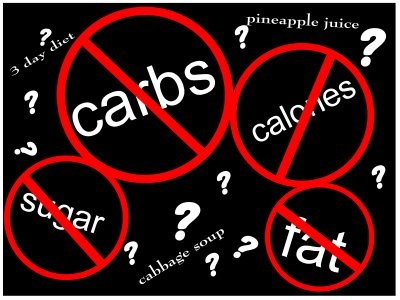 pineapple juice
?
?
?
3 day diet
carbs
calories
?
?
?
sugar
?
?
fat
?
?
cabbage soup
?
?